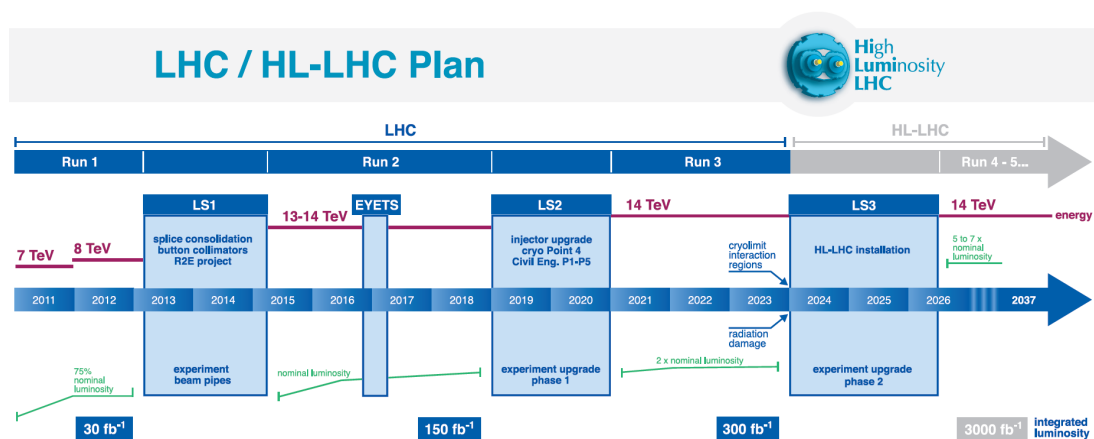 LHC / HL-LHC Plan
High
Luminosity
LHC
LHC
HL-LHC
Run 1
Run 2
Run 3
Run 4 - 5...
LS1
EYETS
LS2
LS3
7 TeV
8 TeV
13-14 TeV
14 TeV
14 TeV
energy
splice consolidation
button collimators
R2E project
injector upgrade
cryo Point 4
Civil Eng. P1-P5
cryolimit
interaction
regions
HL-LHC installation
5 to 7 x
nominal
luminosity
2011
2012
2013
2014
2015
2016
2017
2018
2019
2020
2021
2022
2023
2024
2025
2026
2037
radiation
damage
75%
nominal
luminosity
experiment
beam pipes
nominal luminosity
experiment upgrade
phase 1
2 x nominal luminosity
experiment upgrade
phase 2
30 fb⁻¹
150 fb⁻¹
300 fb⁻¹
3000 fb⁻¹
integrated
luminosity